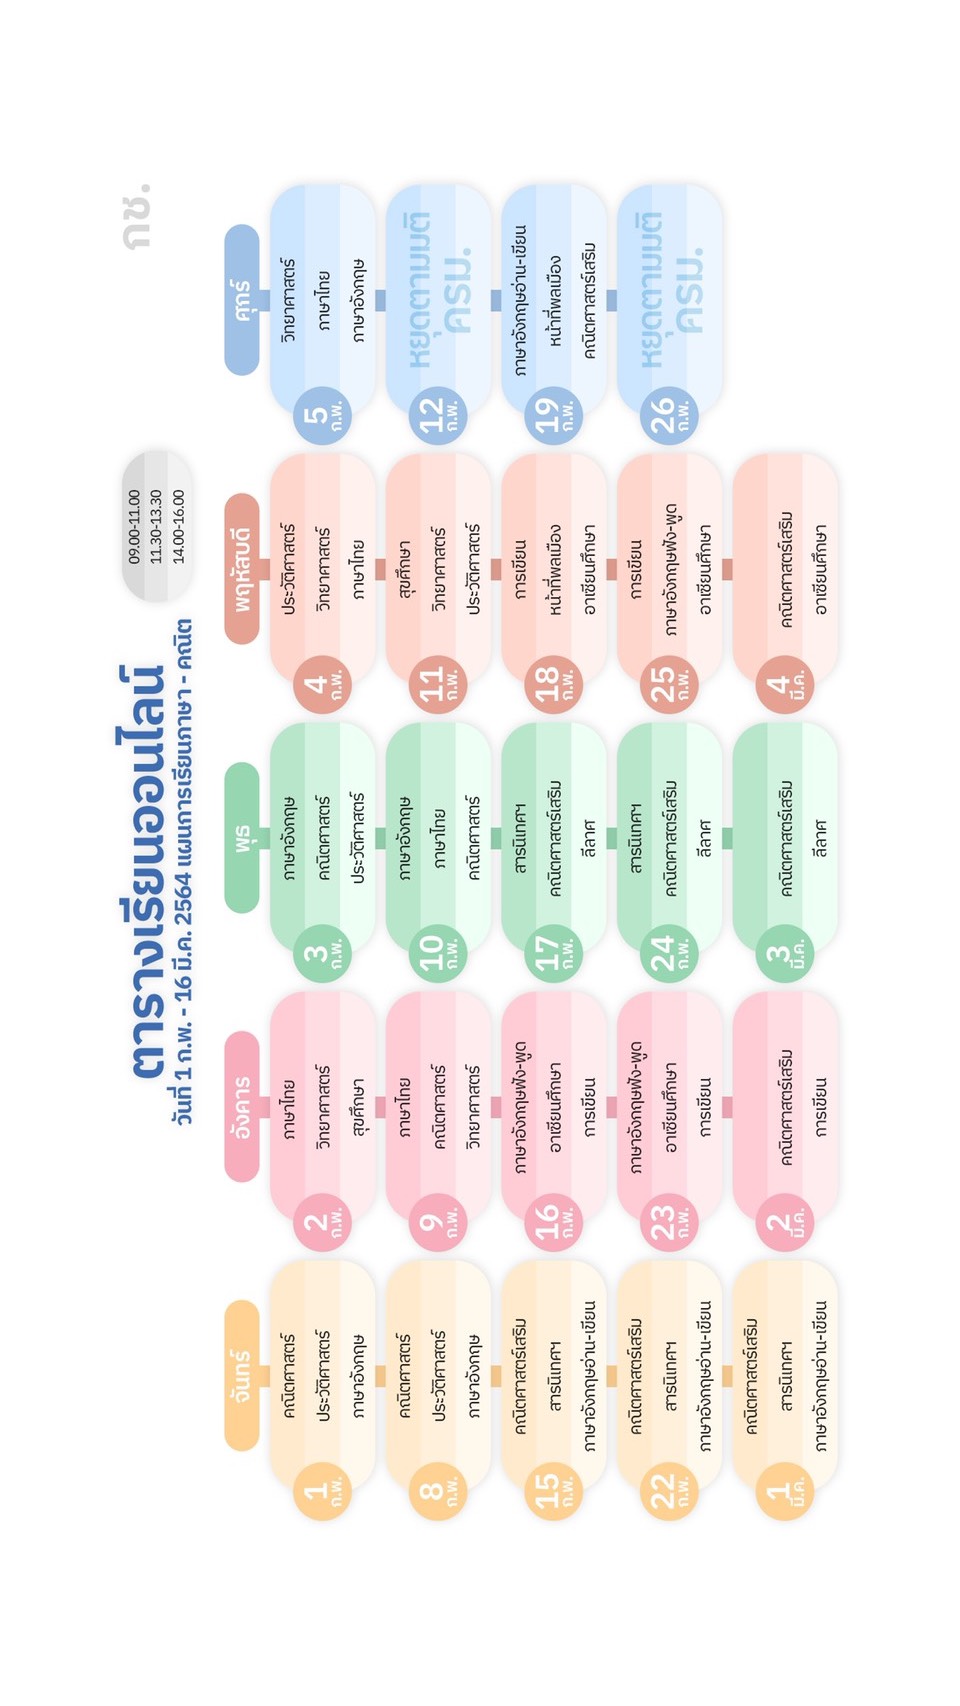 ตารางเรียนออนไลน์
วันที่ 1 ก.พ. - 16 มี.ค. 2564 แผนการเรียนภาษา - คณิต
09.00-11.00
11.30-13.30
14.00-16.00
กช.
จันทร์
อังคาร
พุธ
พฤหัสบดี
ศุกร์
1
ก.พ.
คณิตศาสตร์
ประวัติศาสตร์
ภาษาอังกฤษ
2
ก.พ.
ภาษาไทย
วิทยาศาสตร์
สุขศึกษา
3
ก.พ.
ภาษาอังกฤษ
คณิตศาสตร์
ประวัติศาสตร์
4
ก.พ.
ประวัติศาสตร์
วิทยาศาสตร์
ภาษาไทย
5
ก.พ.
วิทยาศาสตร์
ภาษาไทย
ภาษาอังกฤษ
8
ก.พ.
คณิตศาสตร์
ประวัติศาสตร์
ภาษาอังกฤษ
9
ก.พ.
ภาษาไทย
คณิตศาสตร์
วิทยาศาสตร์
10
ก.พ.
ภาษาอังกฤษ
ภาษาไทย
คณิตศาสตร์
11
ก.พ.
สุขศึกษา
วิทยาศาสตร์
ประวัติศาสตร์
12
ก.พ.
หยุดตามมติ
ครม.
15
ก.พ.
คณิตศาสตร์เสริม
สารนิเทศฯ
ภาษาอังกฤษอ่าน-เขียน
16
ก.พ.
ภาษาอังกฤษฟัง-พูด
อาเซียนศึกษา
การเขียน
17
ก.พ.
สารนิเทศฯ
คณิตศาสตร์เสริม
ลีลาศ
18
ก.พ.
การเขียน
หน้าที่พลเมือง
อาเซียนศึกษา
19
ก.พ.
ภาษาอังกฤษอ่าน-เขียน
หน้าที่พลเมือง
คณิตศาสตร์เสริม
22
ก.พ.
คณิตศาสตร์เสริม
สารนิเทศฯ
ภาษาอังกฤษอ่าน-เขียน
23
ก.พ.
ภาษาอังกฤษฟัง-พูด
อาเซียนศึกษา
การเขียน
24
ก.พ.
สารนิเทศฯ
คณิตศาสตร์เสริม
ลีลาศ
25
ก.พ.
การเขียน
ภาษาอังกฤษฟัง-พูด
อาเซียนศึกษา
26
ก.พ.
หยุดตามมติ
ครม.
1
มี.ค.
คณิตศาสตร์เสริม
สารนิเทศฯ
ภาษาอังกฤษอ่าน-เขียน
2
มี.ค.
คณิตศาสตร์เสริม
การเขียน
3
มี.ค.
คณิตศาสตร์เสริม
ลีลาศ
4
มี.ค.
คณิตศาสตร์เสริม
อาเซียนศึกษา